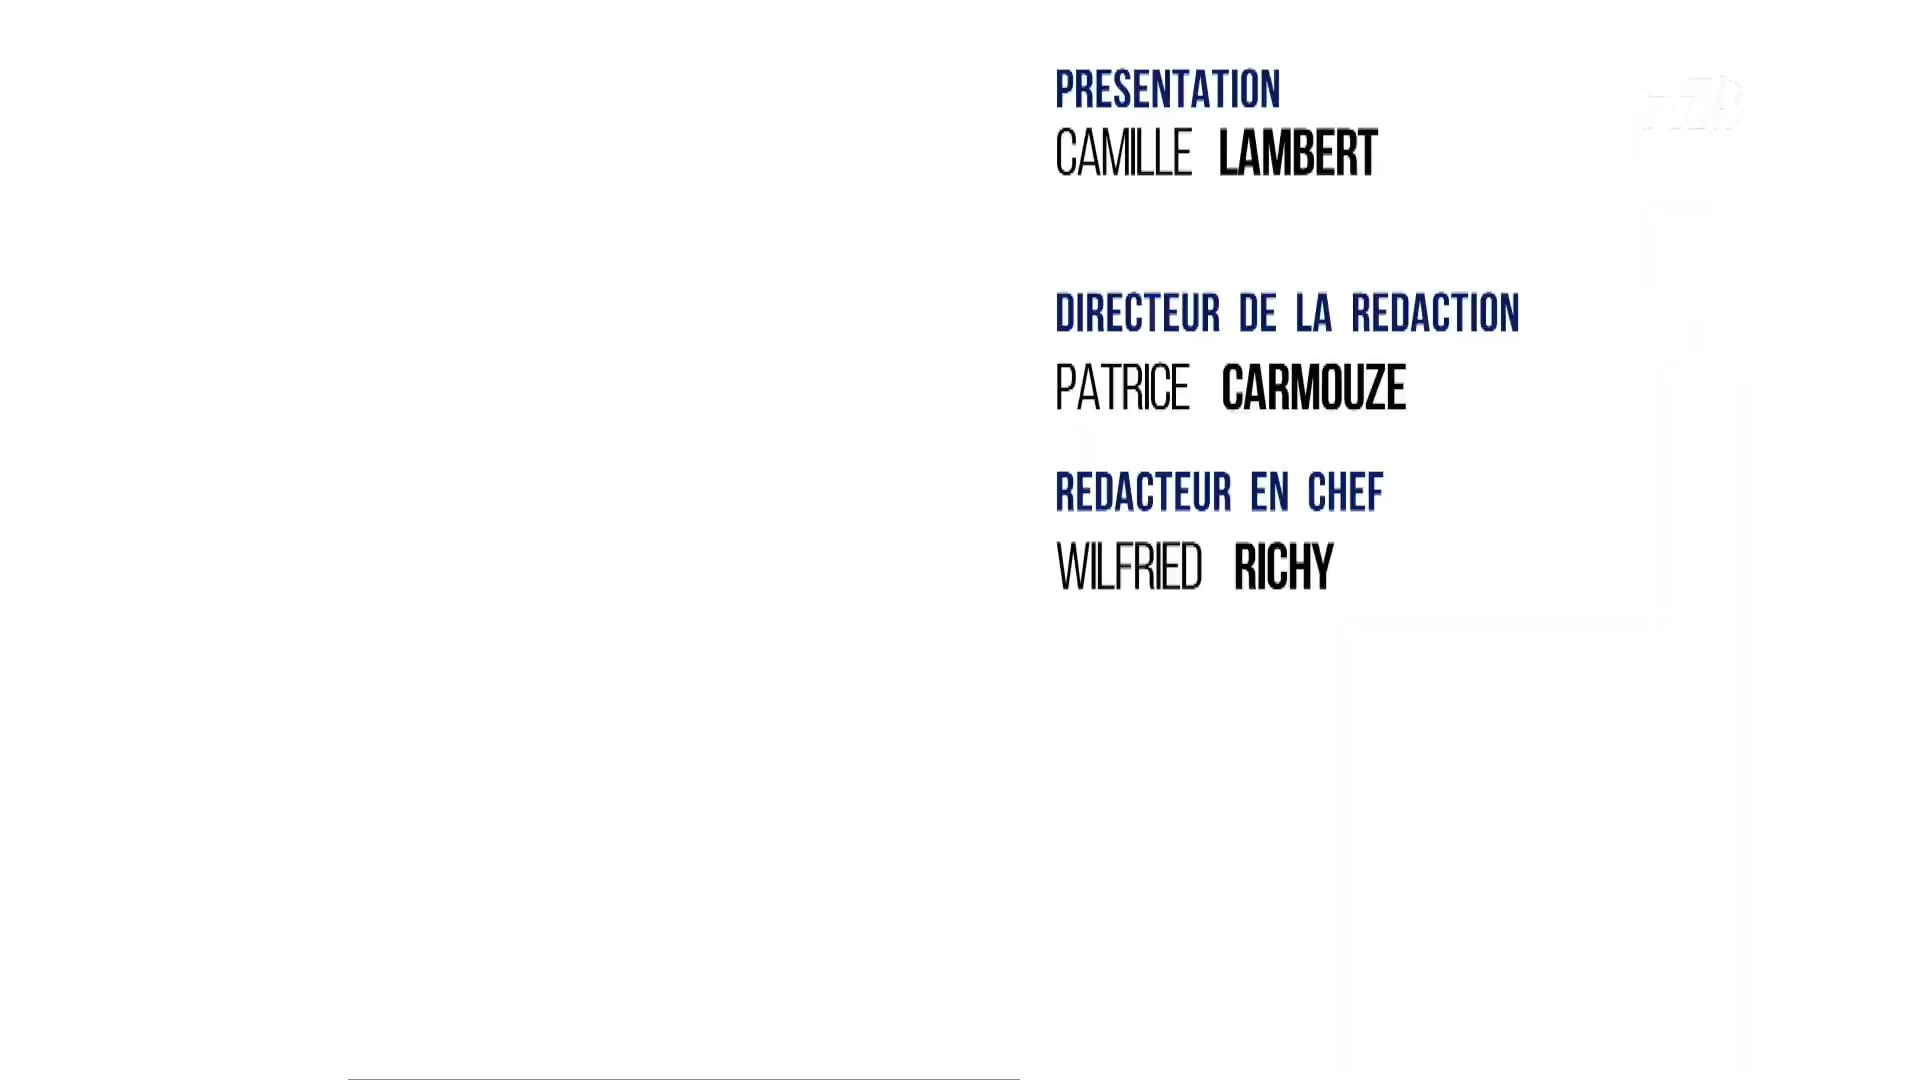 PRESENTATION
CAMILLE LAMBERT
DIRECTEUR DE LA REDACTION
PATRICE CARMOUZE
REDACTEUR EN CHEF
WILFRIED RICHY